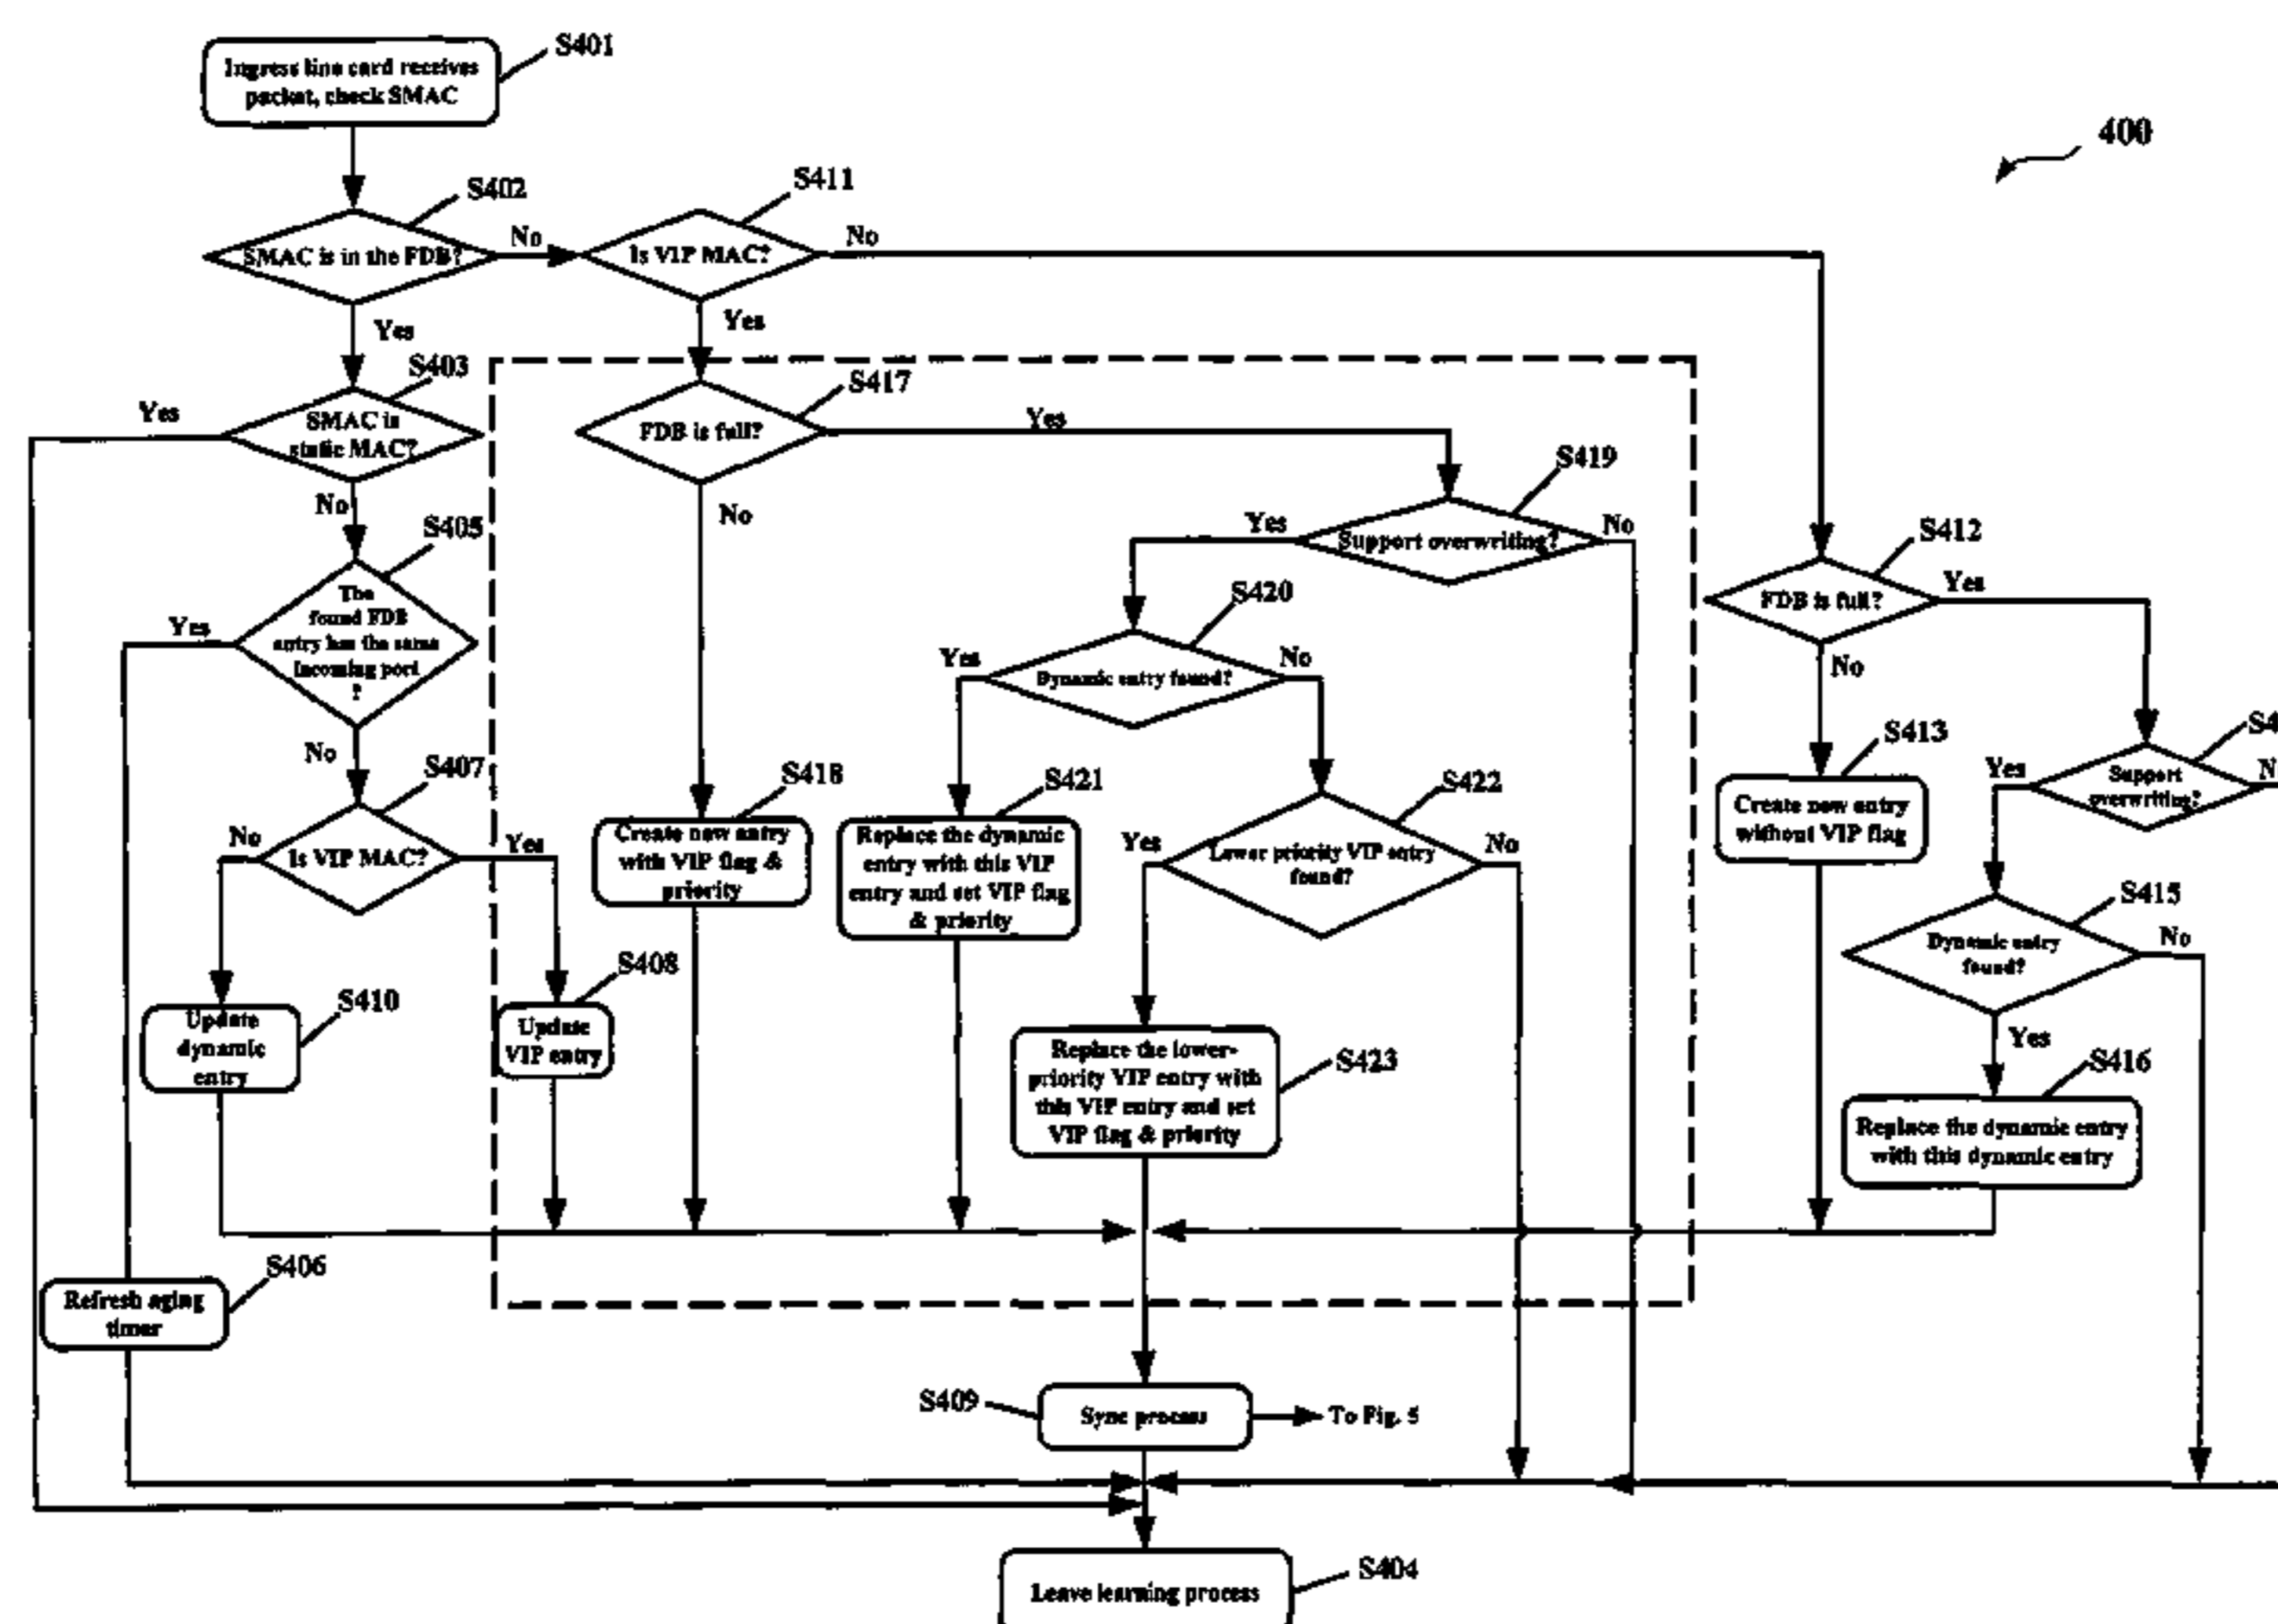 S401
Ingress line card receives
packet, check SMAC
400
S402
SMAC is in the FDB?
No
S411
Is VIP MAC?
No
Yes
Yes
S403
Yes
SMAC is
static MAC?
No
S417
FDB is full?
Yes
No
S419
Yes
Support overwriting?
No
S405
Yes
The
found FDB
entry has the same
incoming port
?
No
S420
Yes
Dynamic entry found?
No
S412
FDB is full?
Yes
No
S407
No
Is VIP MAC?
Yes
S418
Create new entry
with VIP flag &
priority
S421
Replace the dynamic
entry with this VIP
entry and set VIP flag
& priority
S422
Yes
Lower priority VIP entry
found?
No
S413
Create new entry
without VIP flag
Yes
Support
overwriting?
S415
Dynamic entry
found?
No
Yes
S410
Update
dynamic
entry
S408
Update
VIP entry
Replace the lower-
priority VIP entry with
this VIP entry and set
VIP flag & priority
S423
S416
Replace the dynamic entry
with this dynamic entry
S406
Refresh aging
timer
S409
Sync process
To Fig. 5
Leave learning process
S404